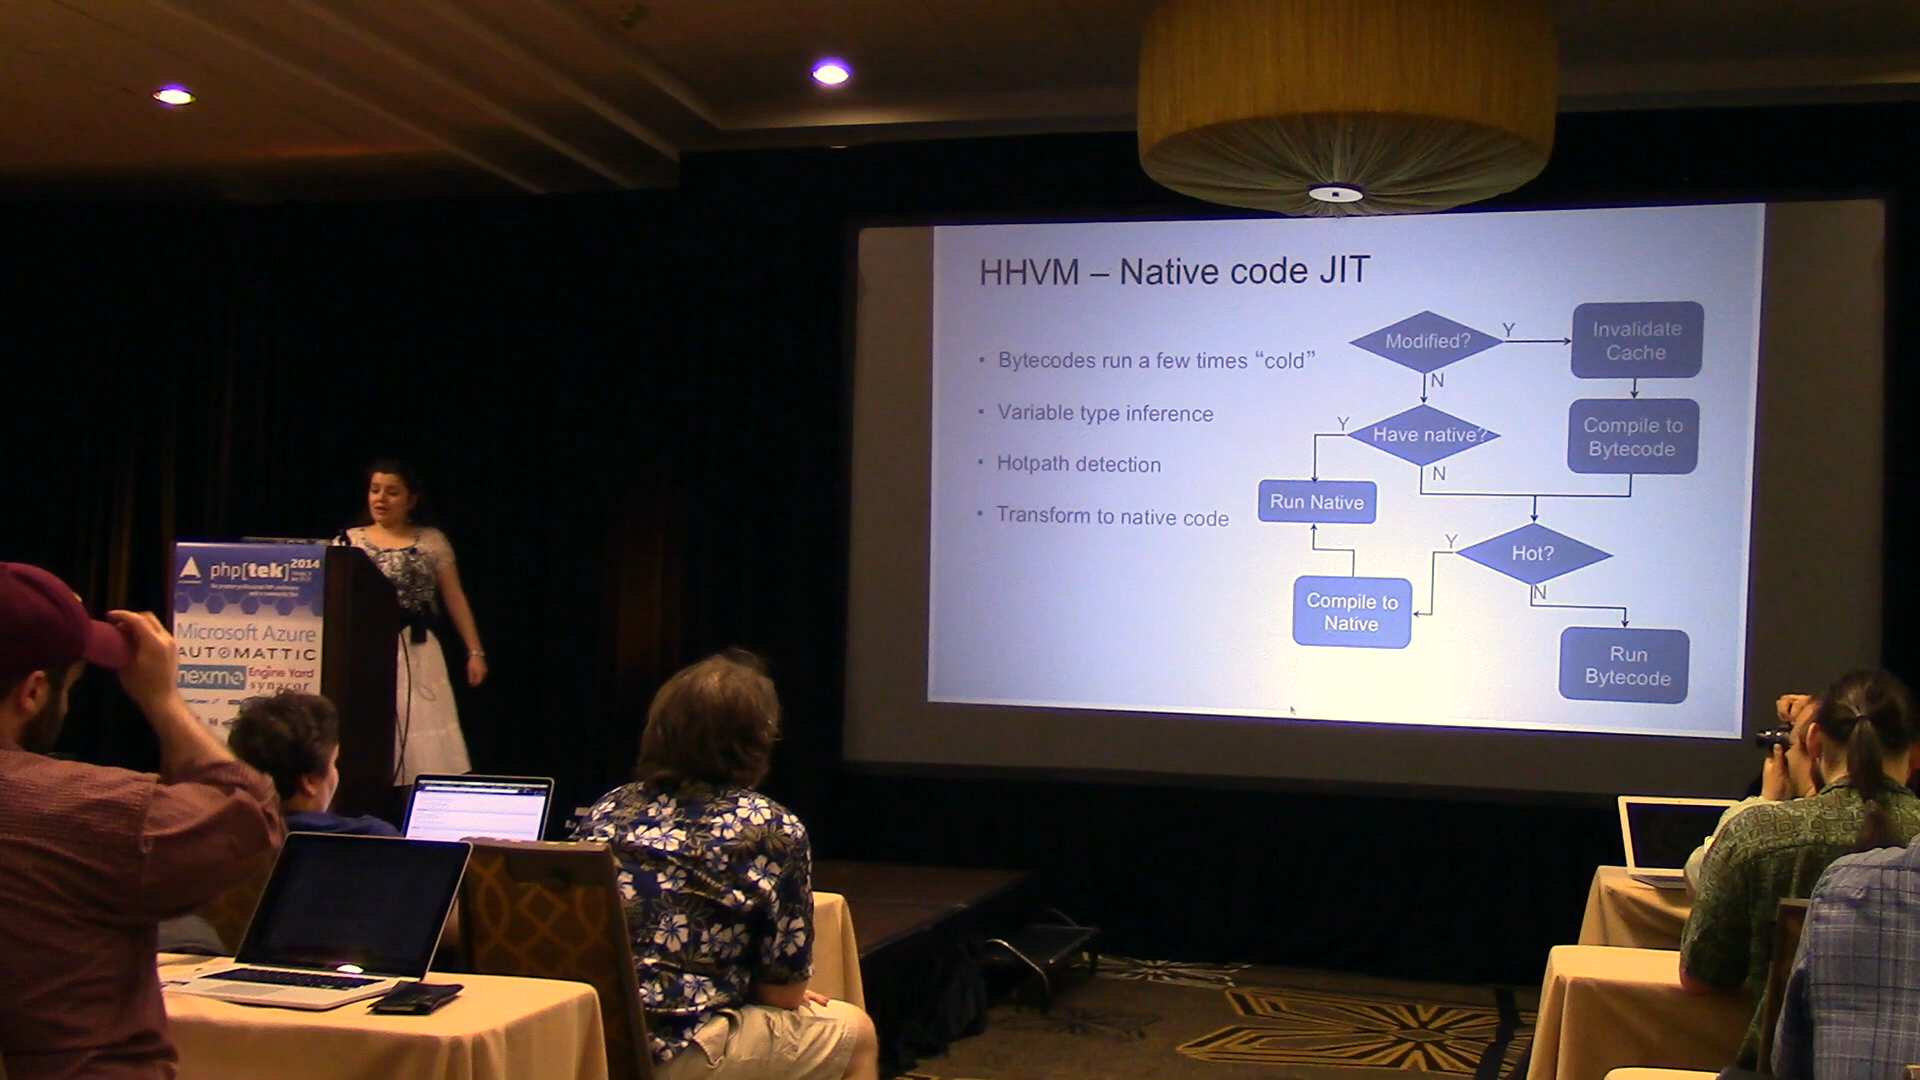 HHVM – Native code JIT
• Bytecodes run a few times “cold”
• Variable type inference
• Hotpath detection
• Transform to native code
Modified?
Y
Invalidate
Cache
N
Compile to
Bytecode
Have native?
Y
N
Run Native
Hot?
Y
N
Compile to
Native
Run
Bytecode
php[tek] 2014
Microsoft Azure
AUTOMATTIC
nexmo
Engine Yard
synacor